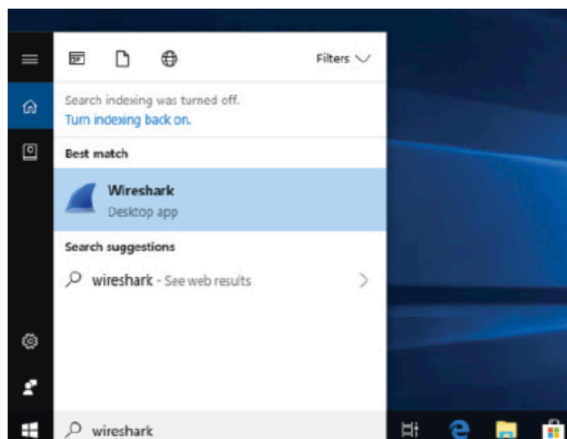 Filters
Search indexing was turned off.
Turn indexing back on.
Best match
Wireshark
Desktop app
Search suggestions
wireshark - See web results
wireshark